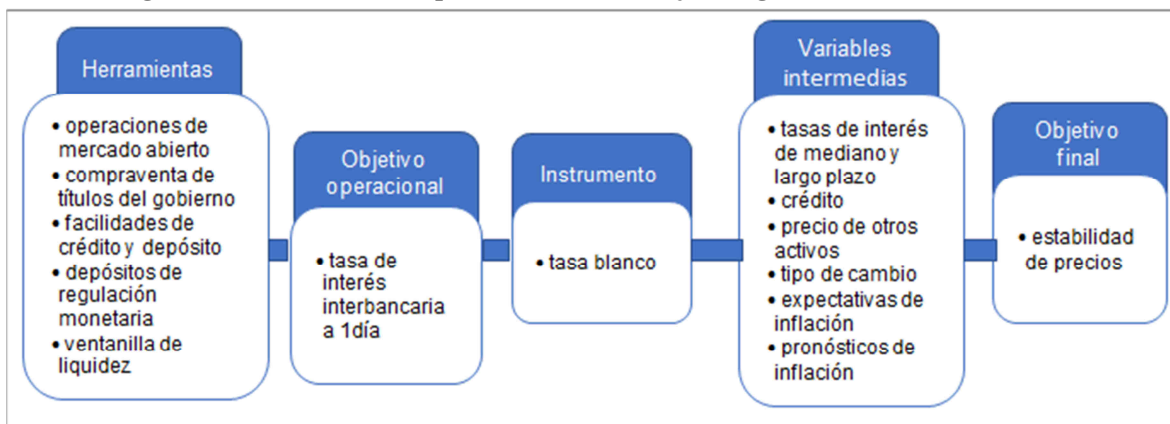 Herramientas
• operaciones de
mercado abierto
• compraventa de
títulos del gobierno
• facilidades de
crédito y depósito
• depósitos de
regulación
monetaria
• ventanilla de
liquidez
Objetivo
operacional
• tasa de
interés
interbancaria
a 1día
Instrumento
• tasa blanco
Variables
intermedias
• tasas de interés
de mediano y
largo plazo
• crédito
• precio de otros
activos
• tipo de cambio
• expectativas de
inflación
• pronósticos de
inflación
Objetivo
final
• estabilidad
de precios